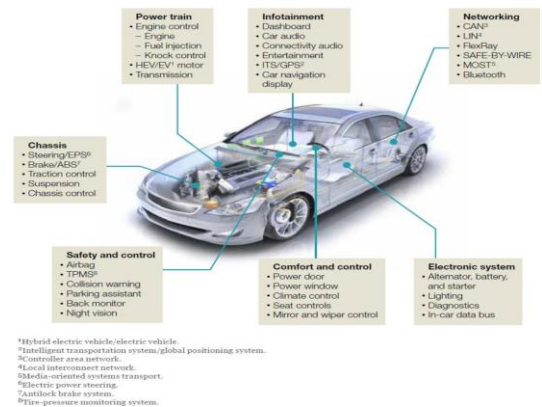 Power train
• Engine control
– Engine
– Fuel injection
– Knock control
• HEV/EV¹ motor
• Transmission
Infotainment
• Dashboard
• Car audio
• Connectivity audio
• Entertainment
• ITS/GPS²
• Car navigation
display
Networking
• CAN³
• LIN⁴
• FlexRay
• SAFE-BY-WIRE
• MOST⁵
• Bluetooth
Chassis
• Steering/EPS⁶
• Brake/ABS⁷
• Traction control
• Suspension
• Chassis control
Safety and control
• Airbag
• TPMS⁸
• Collision warning
• Parking assistant
• Back monitor
• Night vision
Comfort and control
• Power door
• Power window
• Climate control
• Seat controls
• Mirror and wiper control
Electronic system
• Alternator, battery,
and starter
• Lighting
• Diagnostics
• In-car data bus
¹Hybrid electric vehicle/electric vehicle.
²Intelligent transportation system/global positioning system.
³Controller area network.
⁴Local interconnect network.
⁵Media-oriented systems transport.
⁶Electric power steering.
⁷Antilock brake system.
⁸Tire-pressure monitoring system.